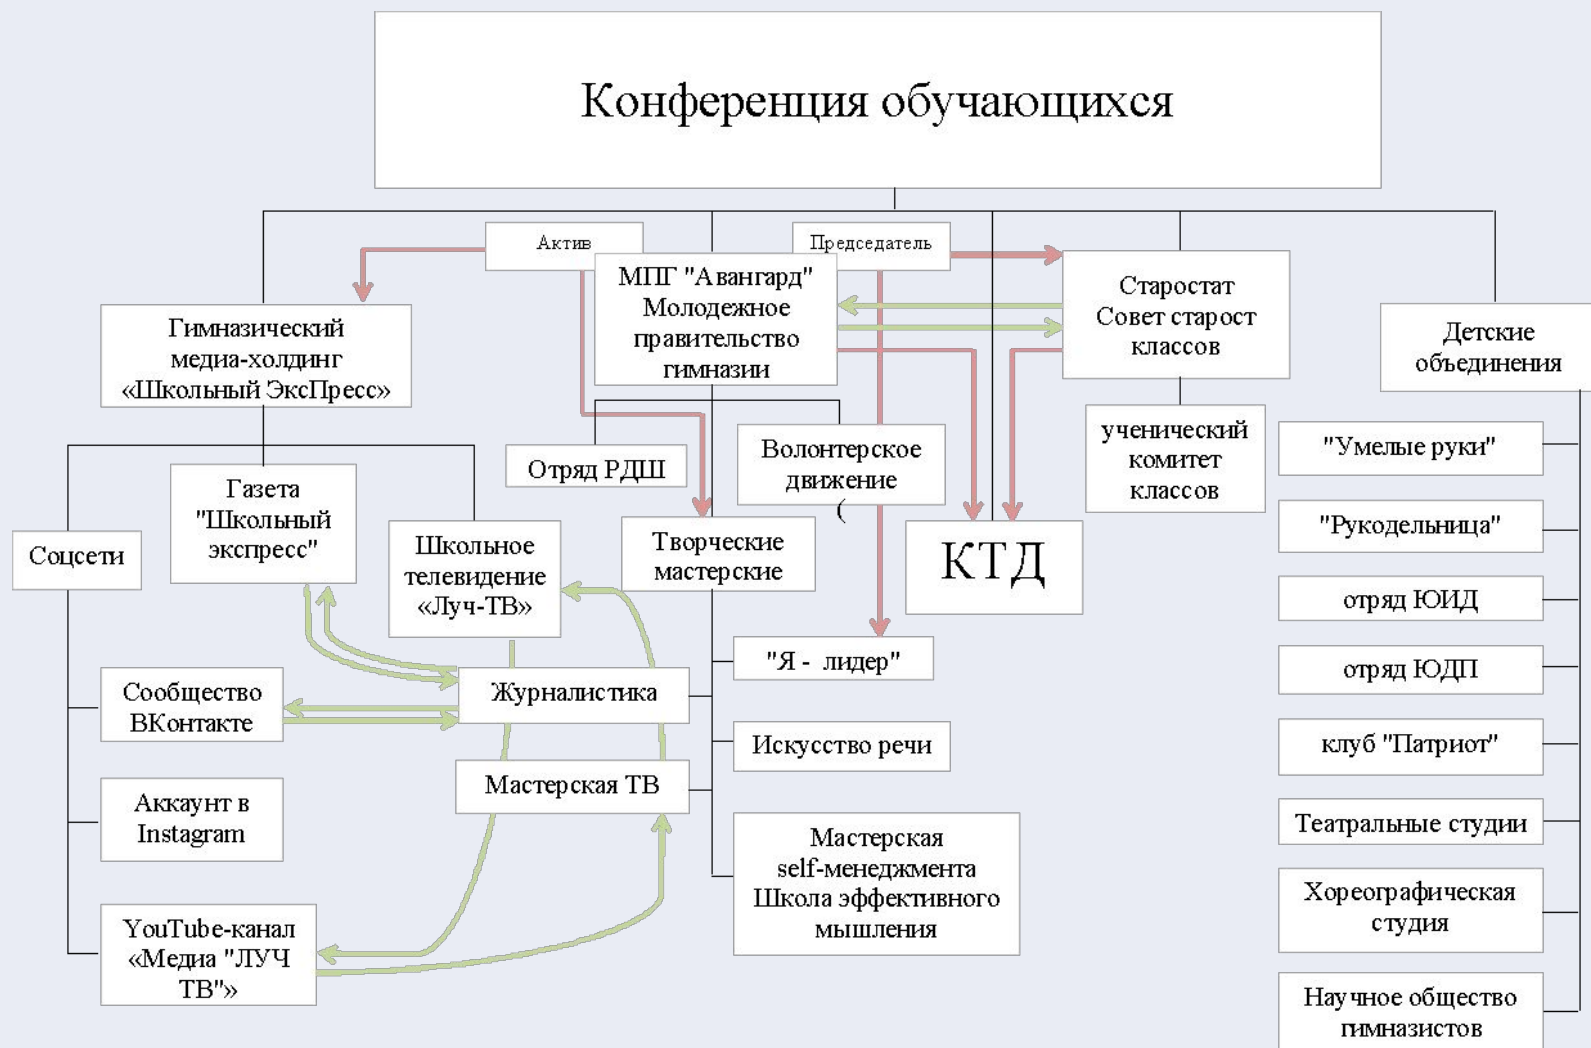 Конференция обучающихся
Актив
Председатель
МПГ "Авангард"
Молодежное
правительство
гимназии
Старостат
Совет старост
классов
Гимназический
медиа-холдинг
«Школьный ЭксПресс»
Детские
объединения
Отряд РДШ
Волонтерское
движение
(
ученический
комитет
классов
"Умелые руки"
Газета
"Школьный
экспресс"
Соцсети
Школьное
телевидение
«Луч-ТВ»
Творческие
мастерские
КТД
"Рукодельница"
отряд ЮИД
"Я - лидер"
отряд ЮДП
Сообщество
ВКонтакте
Журналистика
Искусство речи
клуб "Патриот"
Мастерская ТВ
Аккаунт в
Instagram
Театральные студии
Мастерская
self-менеджмента
Школа эффективного
мышления
Хореографическая
студия
YouTube-канал
«Медиа "ЛУЧ
ТВ"»
Научное общество
гимназистов